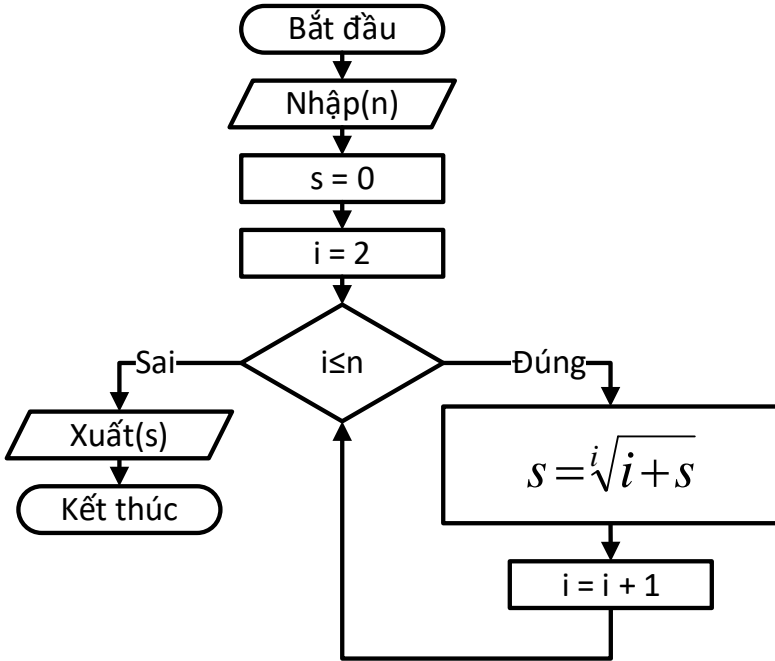 Bắt đầu
Nhập(n)
s = 0
i = 2
i≤n
Sai
Đúng
Xuất(s)
Kết thúc
s = ⁱ√(i+s)
i = i + 1